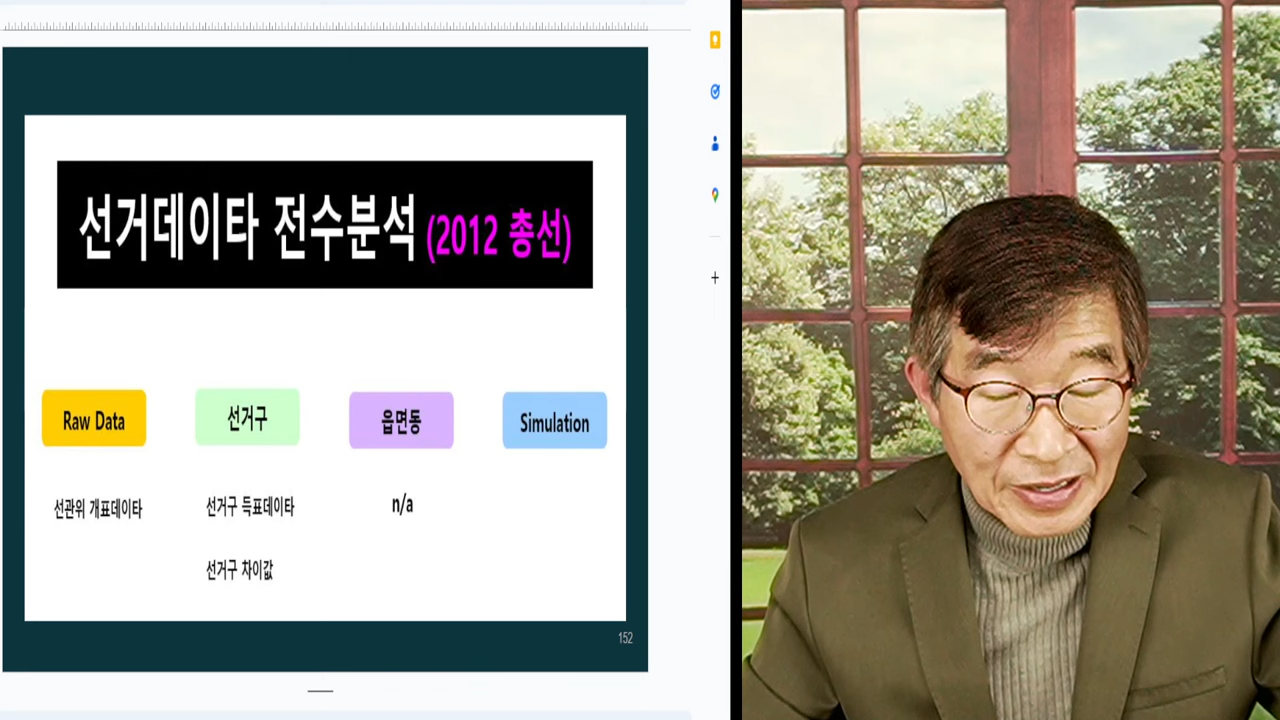 선거데이타 전수분석 (2012 총선)
Raw Data
선거구
읍면동
Simulation
선관위 개표데이타
선거구 득표데이타
n/a
선거구 차이값
152